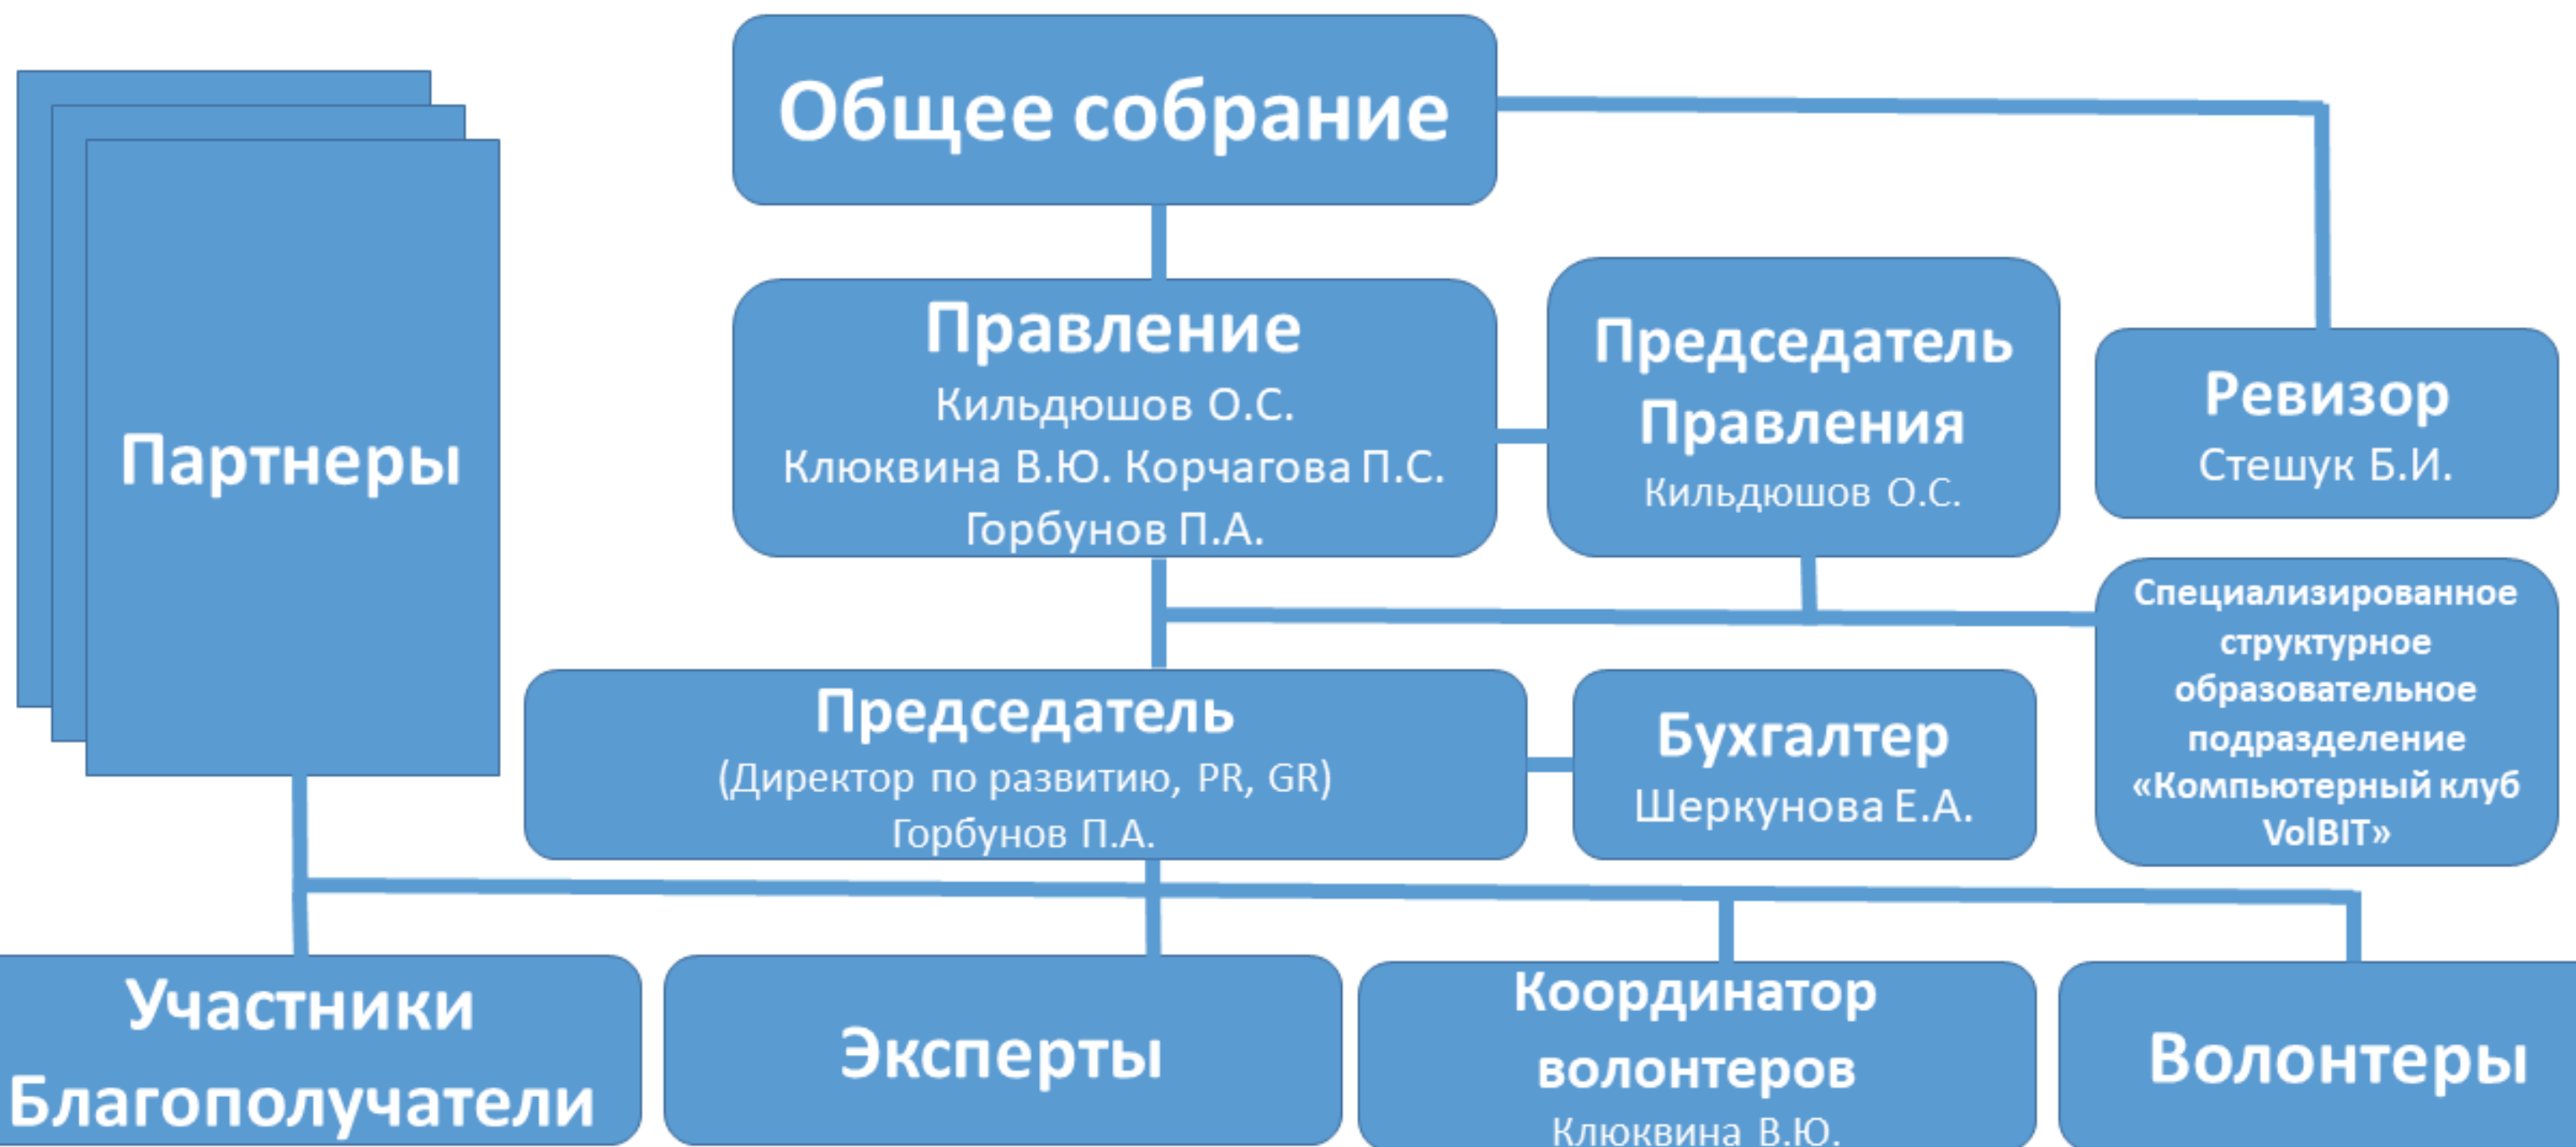 Общее собрание
Партнеры
Правление
Кильдюшов О.С.
Клюквина В.Ю. Корчагова П.С.
Горбунов П.А.
Председатель
Правления
Кильдюшов О.С.
Ревизор
Стешук Б.И.
Специализированное
структурное
образовательное
подразделение
«Компьютерный клуб
VolBIT»
Председатель
(Директор по развитию, PR, GR)
Горбунов П.А.
Бухгалтер
Шеркунова Е.А.
Участники
Благополучатели
Эксперты
Координатор
волонтеров
Клюквина В.Ю.
Волонтеры